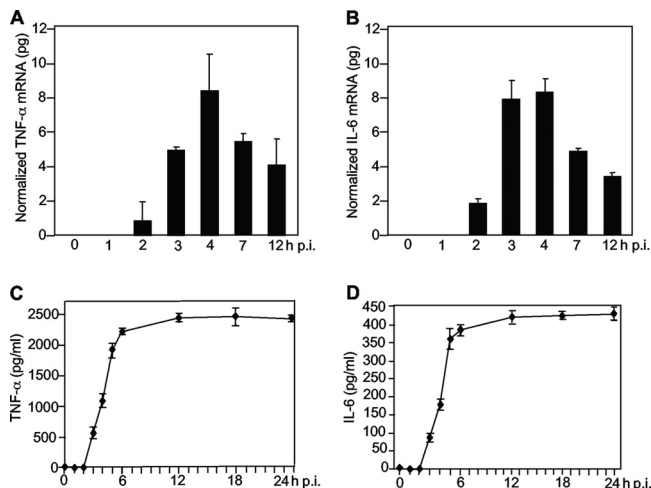 A
Normalized TNF-α mRNA (pg)
12
10
8
6
4
2
0
0 1 2 3 4 7 12 h p.i.
B
Normalized IL-6 mRNA (pg)
12
10
8
6
4
2
0
0 1 2 3 4 7 12 h p.i.
C
TNF-α (pg/ml)
2500
2000
1500
1000
500
0
0 6 12 18 24 h p.i.
D
IL-6 (pg/ml)
450
400
350
300
250
200
150
100
50
0
0 6 12 18 24 h p.i.